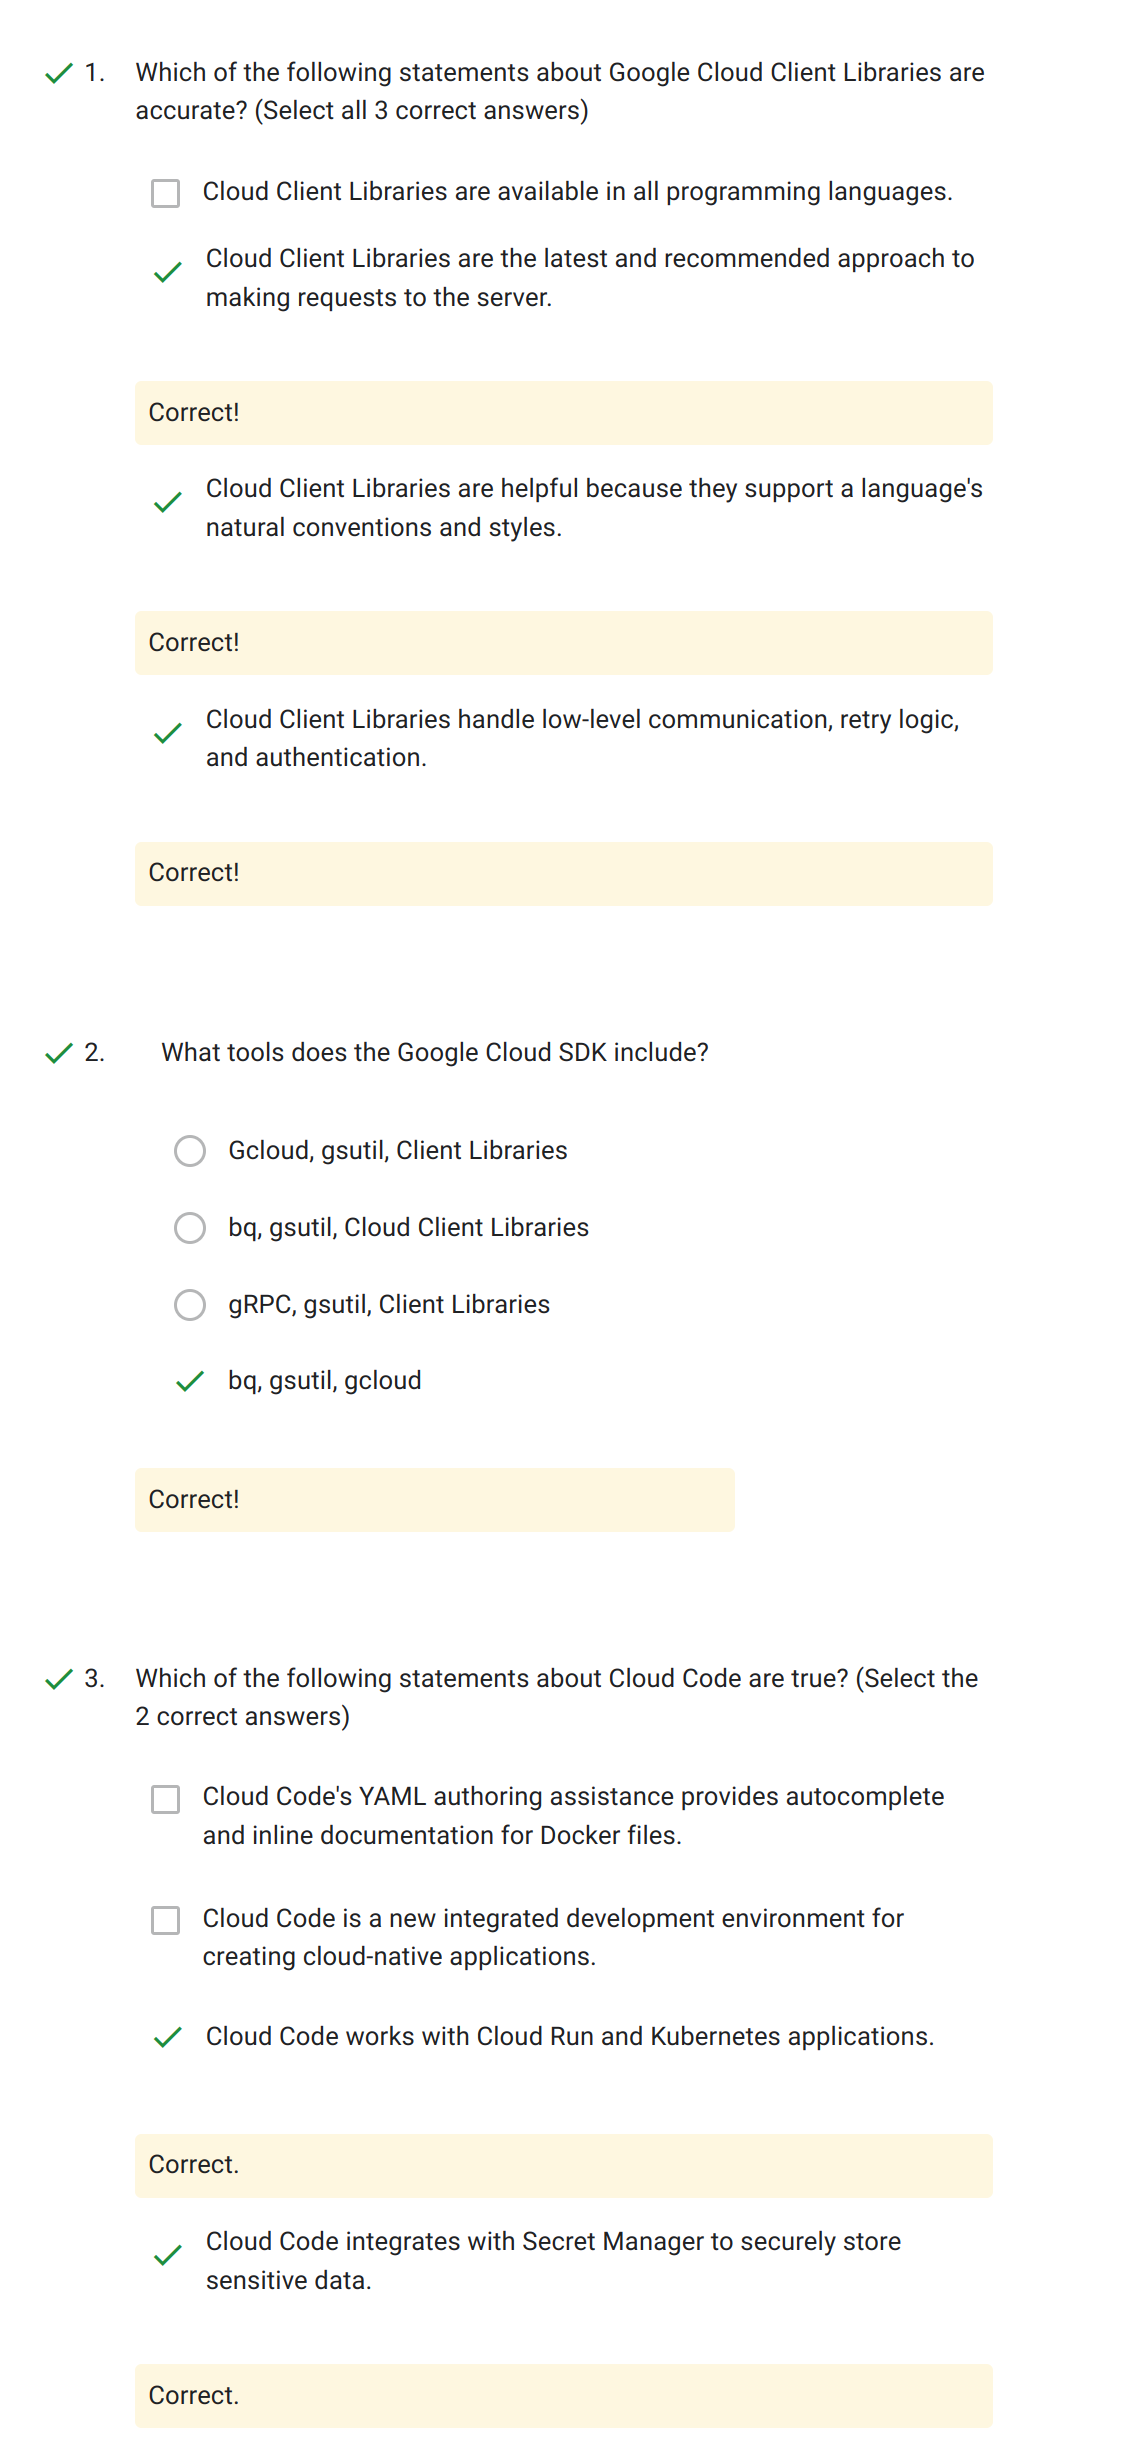 1. Which of the following statements about Google Cloud Client Libraries are
accurate? (Select all 3 correct answers)
Cloud Client Libraries are available in all programming languages.
Cloud Client Libraries are the latest and recommended approach to
making requests to the server.
Correct!
Cloud Client Libraries are helpful because they support a language's
natural conventions and styles.
Correct!
Cloud Client Libraries handle low-level communication, retry logic,
and authentication.
Correct!
2. What tools does the Google Cloud SDK include?
Gcloud, gsutil, Client Libraries
bq, gsutil, Cloud Client Libraries
gRPC, gsutil, Client Libraries
bq, gsutil, gcloud
Correct!
3. Which of the following statements about Cloud Code are true? (Select the
2 correct answers)
Cloud Code's YAML authoring assistance provides autocomplete
and inline documentation for Docker files.
Cloud Code is a new integrated development environment for
creating cloud-native applications.
Cloud Code works with Cloud Run and Kubernetes applications.
Correct.
Cloud Code integrates with Secret Manager to securely store
sensitive data.
Correct.